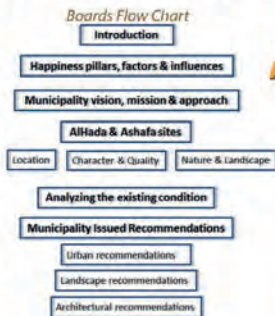 Boards Flow Chart
Introduction
Happiness pillars, factors & influences
Municipality vision, mission & approach
AlHada & Ashafa sites
Location Character & Quality Nature & Landscape
Analyzing the existing condition
Municipality Issued Recommendations
Urban recommendations
Landscape recommendations
Architectural recommendations